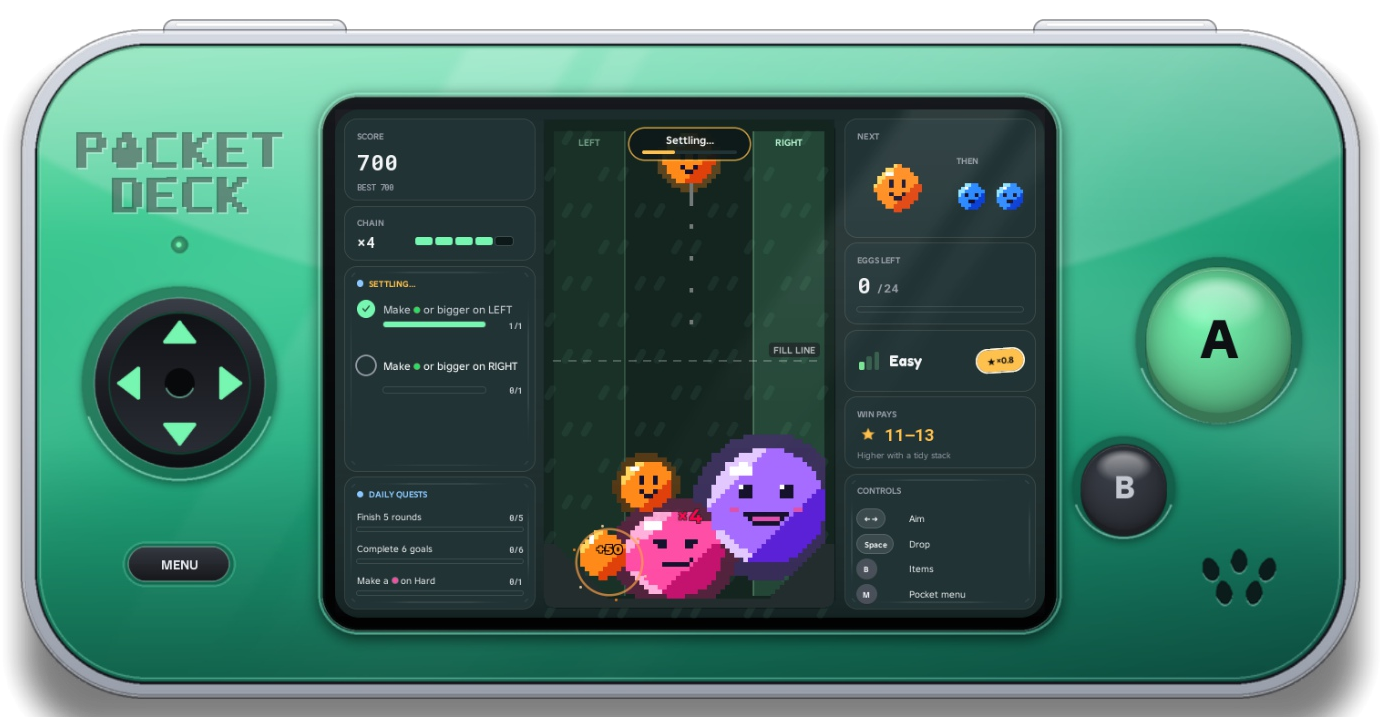 POCKET
DECK
MENU
SCORE
700
BEST 700
CHAIN
×4
SETTLING...
Make or bigger on LEFT
1/1
Make or bigger on RIGHT
0/1
DAILY QUESTS
Finish 5 rounds 0/5
Complete 6 goals 0/6
Make a on Hard 0/1
LEFT
Settling...
RIGHT
FILL LINE
×4
+50
NEXT
THEN
EGGS LEFT
0 /24
Easy
★×0.8
WIN PAYS
★ 11–13
Higher with a tidy stack
CONTROLS
←→ Aim
Space Drop
B Items
M Pocket menu
A
B